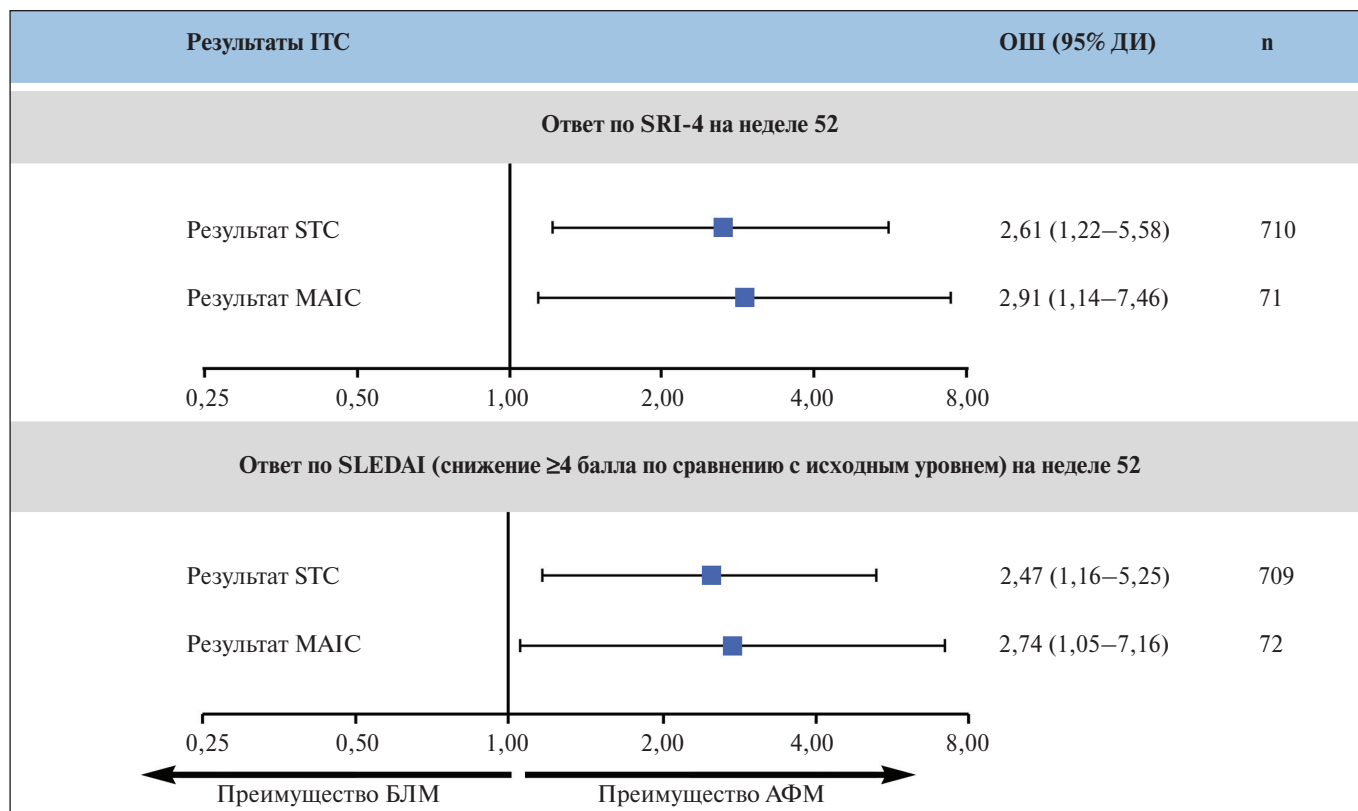 Результаты ITC ОШ (95% ДИ) n
Ответ по SRI-4 на неделе 52
Результат STC 2,61 (1,22–5,58) 710
Результат MAIC 2,91 (1,14–7,46) 71
0,25 0,50 1,00 2,00 4,00 8,00
Ответ по SLEDAI (снижение ≥4 балла по сравнению с исходным уровнем) на неделе 52
Результат STC 2,47 (1,16–5,25) 709
Результат MAIC 2,74 (1,05–7,16) 72
0,25 0,50 1,00 2,00 4,00 8,00
Преимущество БЛМ Преимущество АФМ